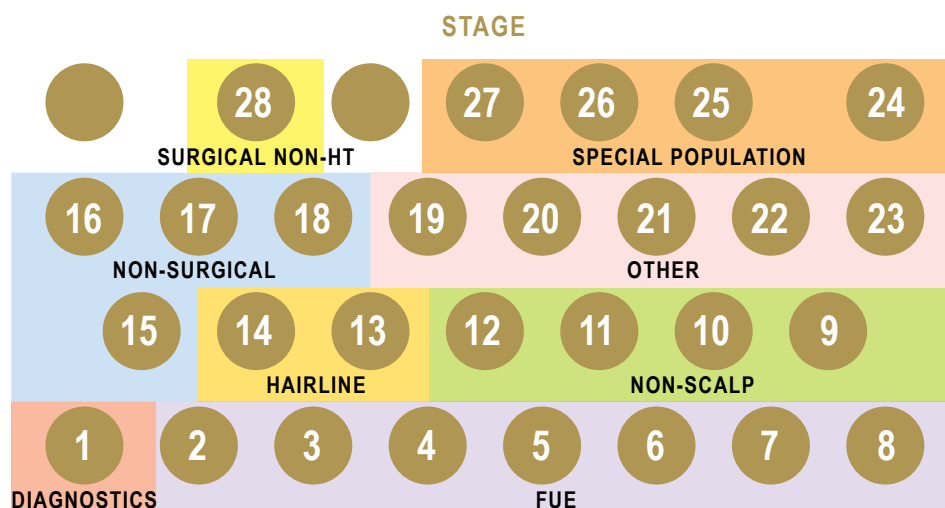 STAGE
28 27 26 25 24
SURGICAL NON-HT SPECIAL POPULATION
16 17 18 19 20 21 22 23
NON-SURGICAL OTHER
15 14 13 12 11 10 9
HAIRLINE NON-SCALP
1 2 3 4 5 6 7 8
DIAGNOSTICS FUE